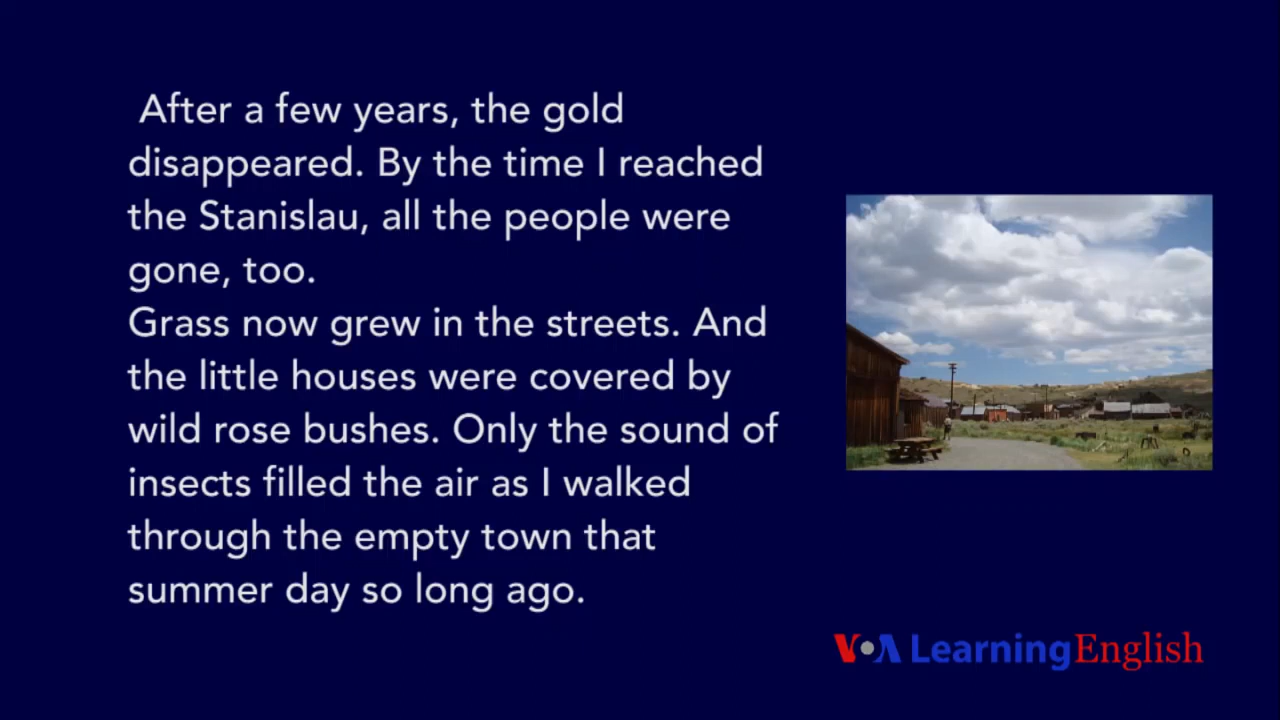 After a few years, the gold
disappeared. By the time I reached
the Stanislau, all the people were
gone, too.
Grass now grew in the streets. And
the little houses were covered by
wild rose bushes. Only the sound of
insects filled the air as I walked
through the empty town that
summer day so long ago.
VOA Learning English